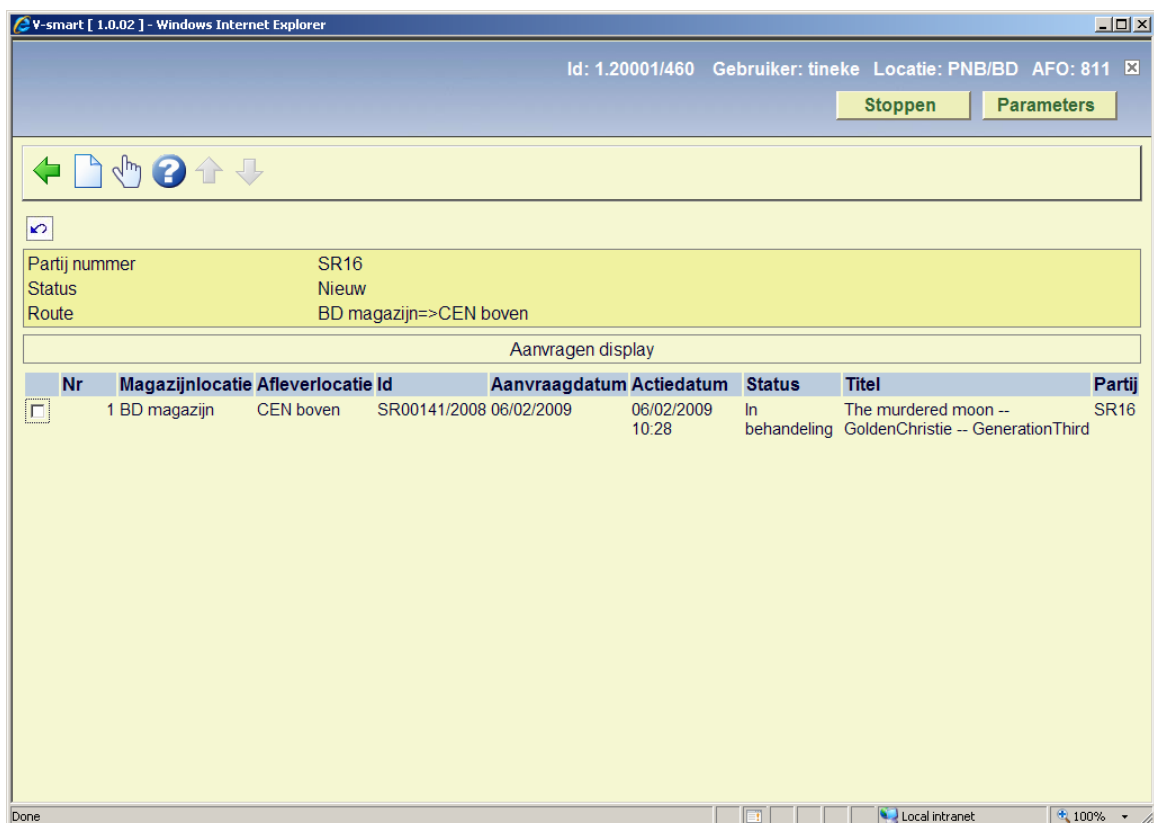 V-smart [ 1.0.02 ] - Windows Internet Explorer
Id: 1.20001/460 Gebruiker: tineke Locatie: PNB/BD AFO: 811
Stoppen Parameters
Partij nummer SR16
Status Nieuw
Route BD magazijn=>CEN boven
Aanvragen display
Nr Magazijnlocatie Afleverlocatie Id Aanvraagdatum Actiedatum Status Titel Partij
1 BD magazijn CEN boven SR00141/2008 06/02/2009 06/02/2009 In The murdered moon -- SR16
10:28 behandeling GoldenChristie -- GenerationThird
Done Local intranet 100%